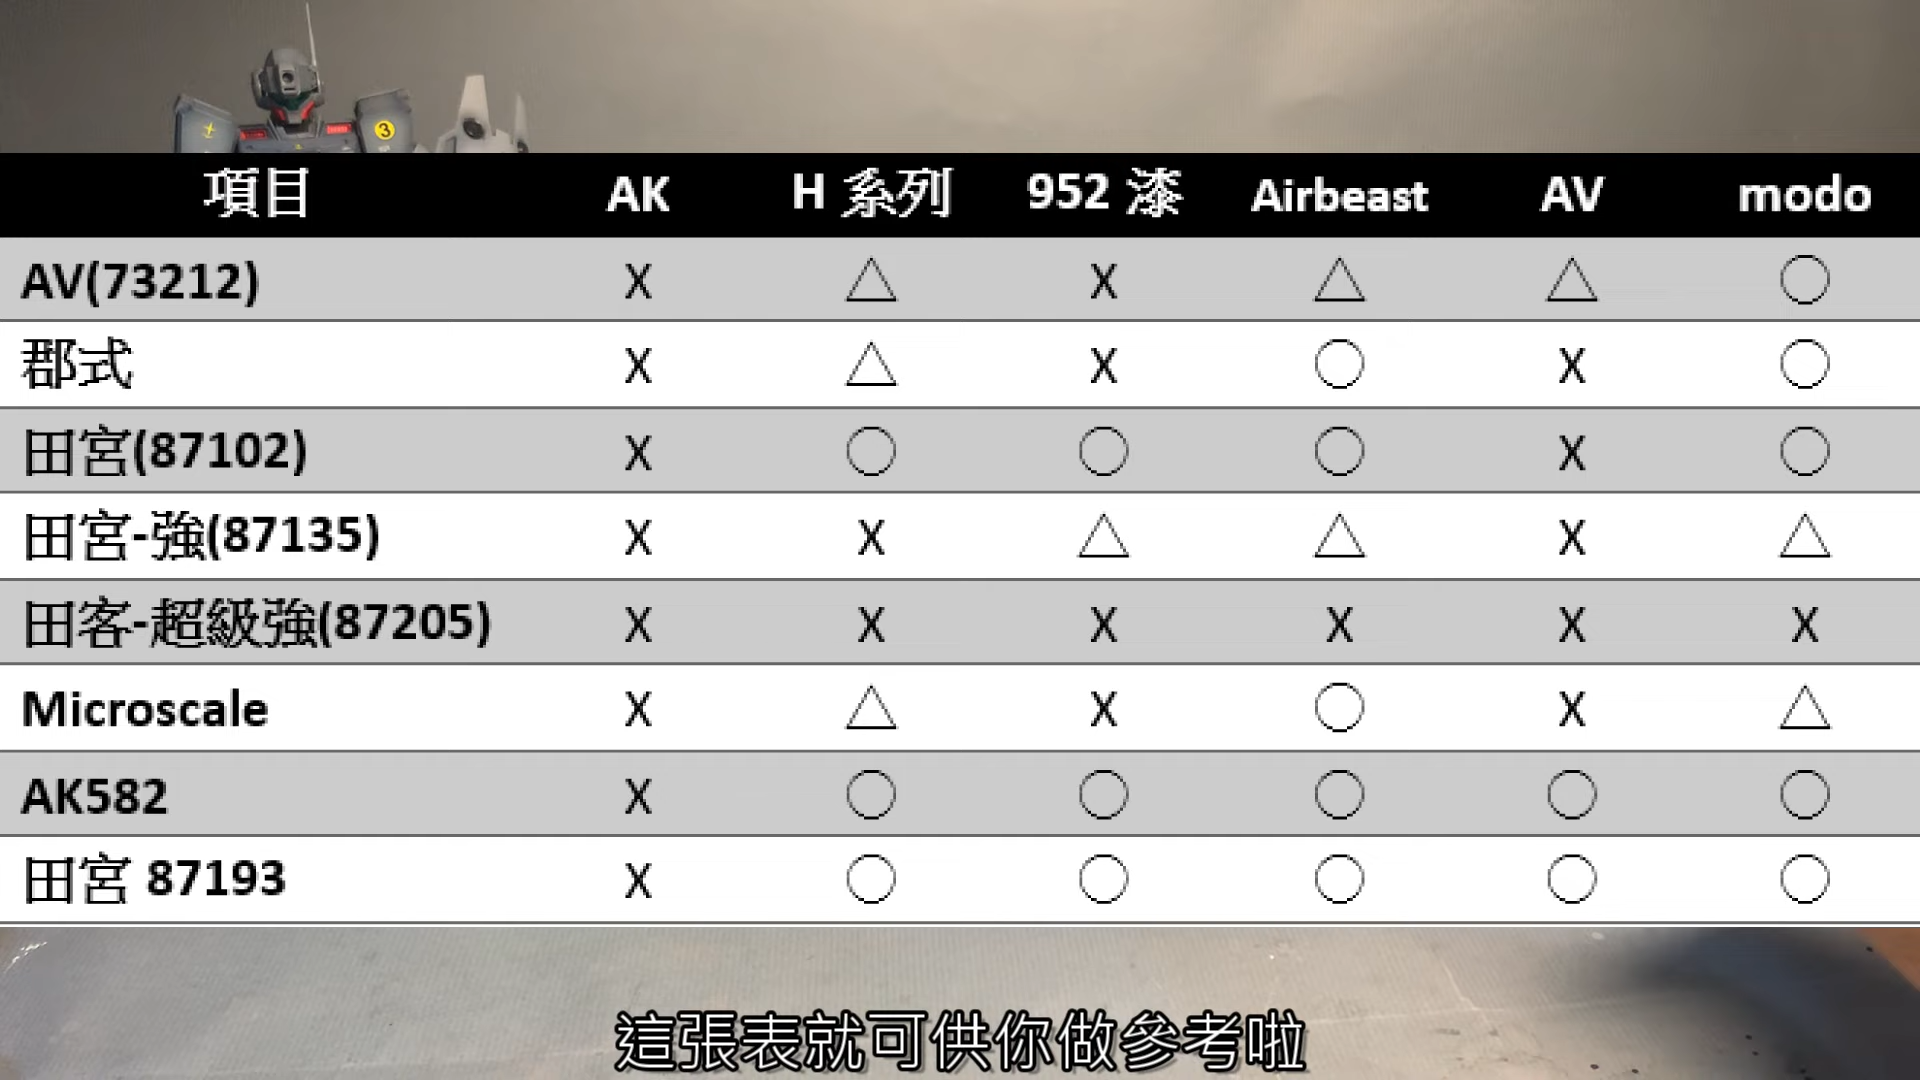 3
項目 AK H 系列 952 漆 Airbeast AV modo
AV(73212) X △ X △ △ ○
郡式 X △ X ○ X ○
田宮(87102) X ○ ○ ○ X ○
田宮-強(87135) X X △ △ X △
田客-超級強(87205) X X X X X X
Microscale X △ X ○ X △
AK582 X ○ ○ ○ ○ ○
田宮 87193 X ○ ○ ○ ○ ○
這張表就可供你做參考啦